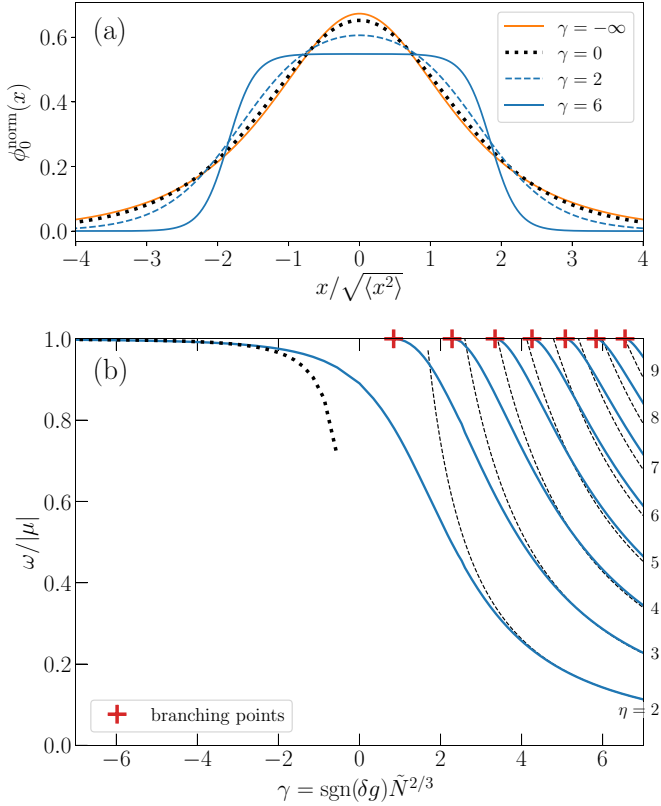 (a)
γ = −∞
γ = 0
γ = 2
γ = 6
ϕ₀ⁿᵒʳᵐ(x)
0.6
0.4
0.2
0.0
−4 −3 −2 −1 0 1 2 3 4
x/√⟨x²⟩
(b)
ω/|μ|
1.0
0.8
0.6
0.4
0.2
0.0
9
8
7
6
5
4
3
η = 2
branching points
−6 −4 −2 0 2 4 6
γ = sgn(δg)Ñ^{2/3}